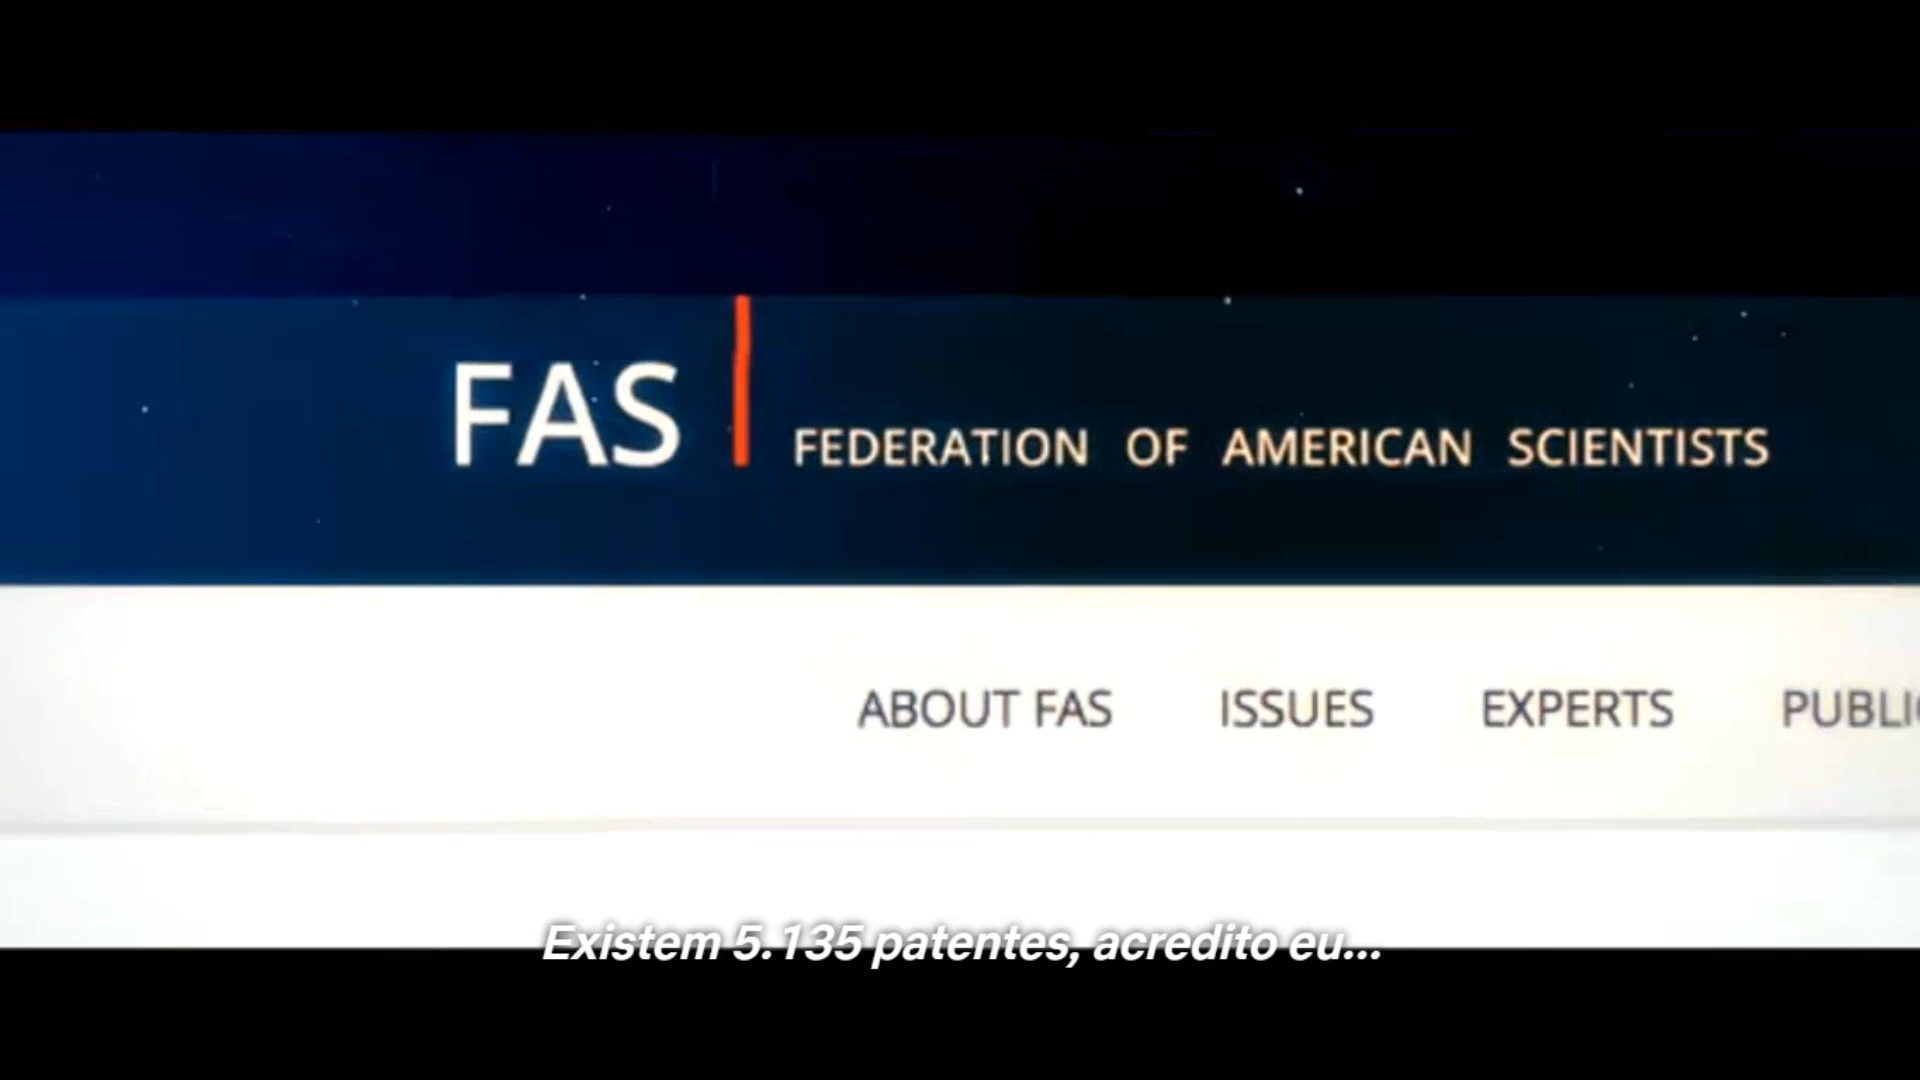 FAS
FEDERATION OF AMERICAN SCIENTISTS
ABOUT FAS ISSUES EXPERTS
Existem 5.135 patentes, acredito eu...